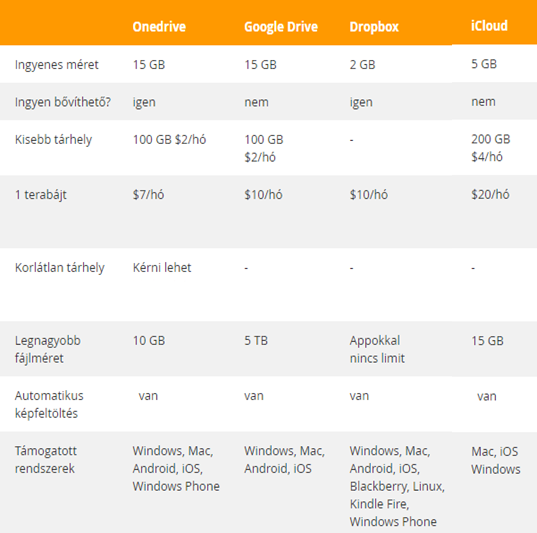 Onedrive Google Drive Dropbox iCloud
Ingyenes méret 15 GB 15 GB 2 GB 5 GB
Ingyen bővíthető? igen nem igen nem
Kisebb tárhely 100 GB $2/hó 100 GB - 200 GB
$2/hó $4/hó
1 terabájt $7/hó $10/hó $10/hó $20/hó
Korlátlan tárhely Kérni lehet - - -
Legnagyobb 10 GB 5 TB Appokkal 15 GB
fájlméret nincs limit
Automatikus van van van van
képfeltöltés
Támogatott Windows, Mac, Windows, Mac, Windows, Mac, Mac, iOS
rendszerek Android, iOS, Android, iOS Android, iOS, Windows
Windows Phone Blackberry, Linux,
Kindle Fire,
Windows Phone